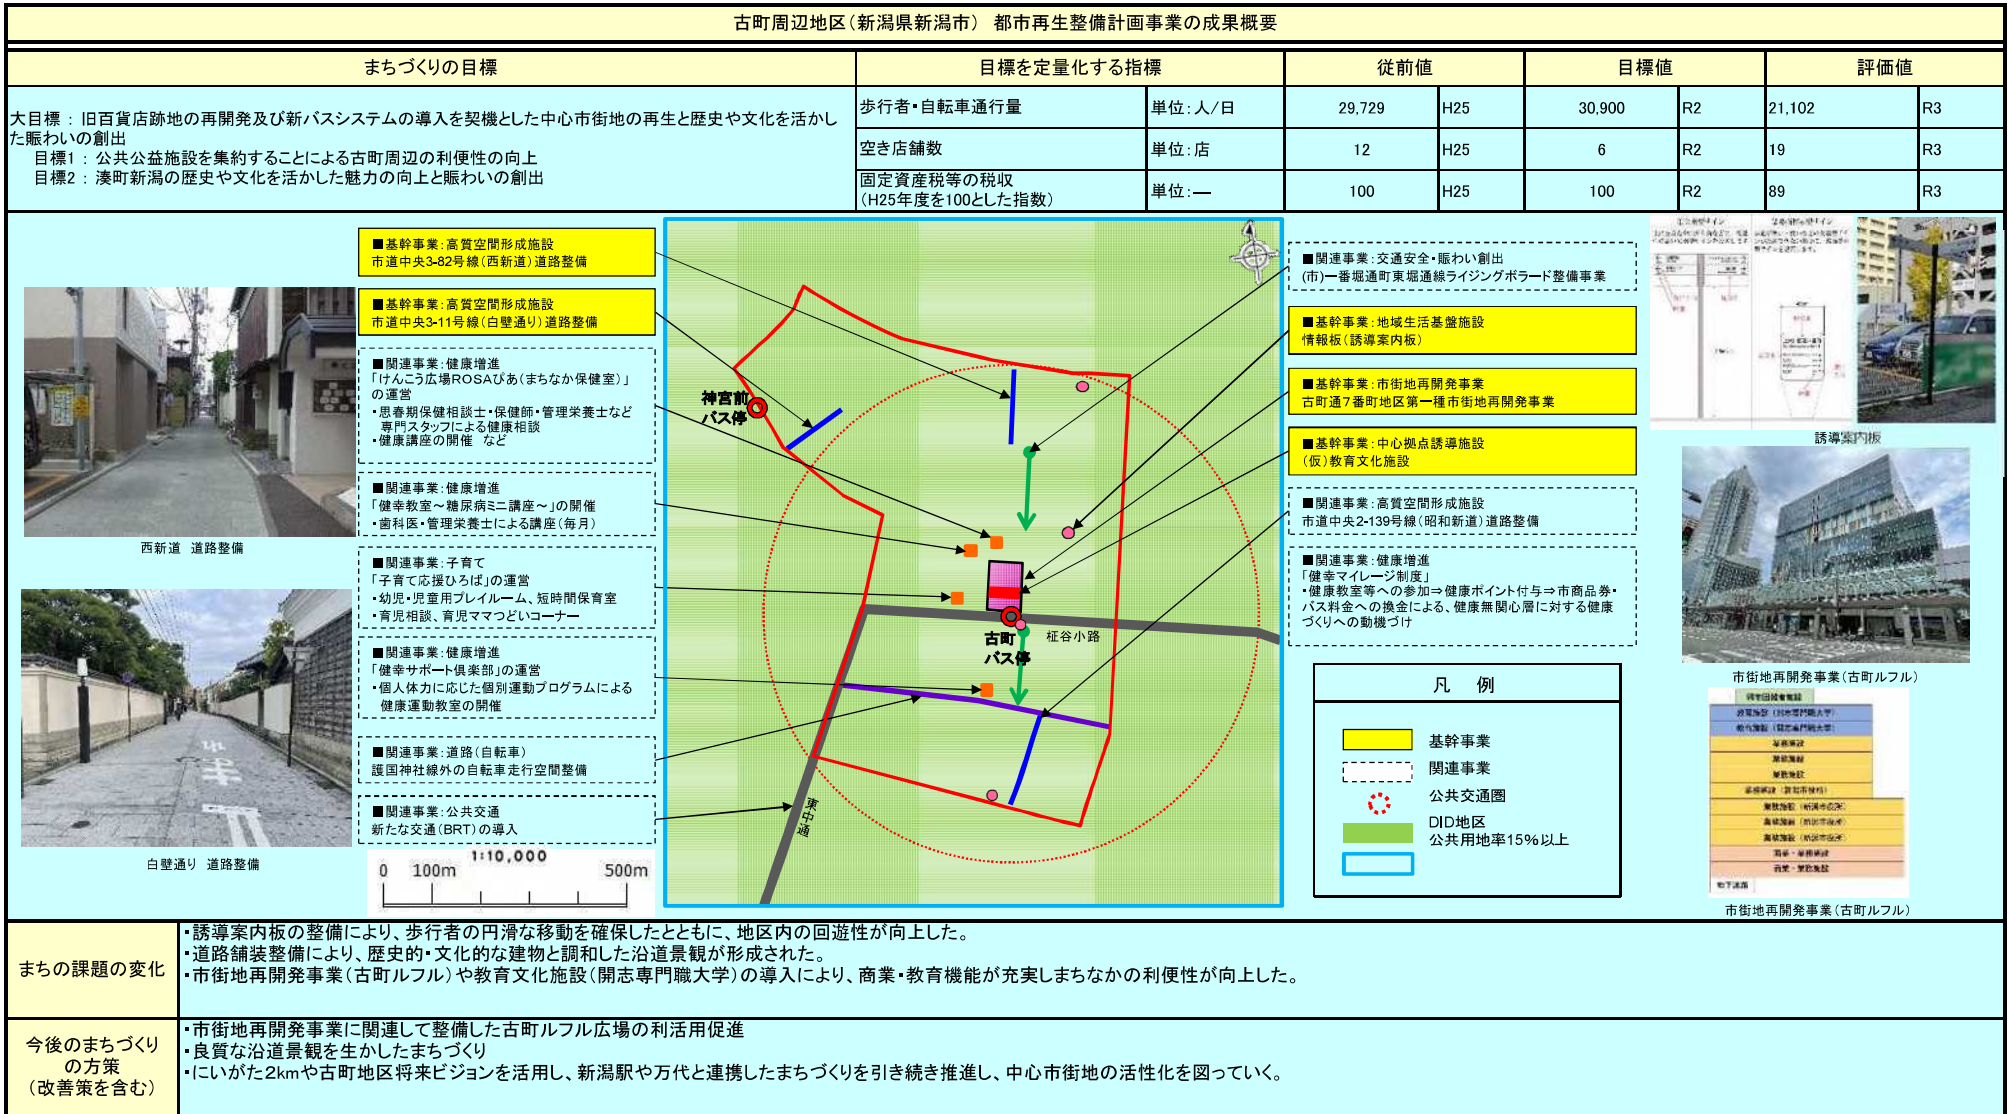 古町周辺地区（新潟県新潟市）　都市再生整備計画事業の成果概要
まちづくりの目標
目標を定量化する指標
従前値
目標値
評価値
大目標 ： 旧百貨店跡地の再開発及び新バスシステムの導入を契機とした中心市街地の再生と歴史や文化を活かし
た賑わいの創出
目標1 ： 公共公益施設を集約することによる古町周辺の利便性の向上
目標2 ： 湊町新潟の歴史や文化を活かした魅力の向上と賑わいの創出
歩行者・自転車通行量 単位：人/日 29,729 H25 30,900 R2 21,102 R3
空き店舗数 単位：店 12 H25 6 R2 19 R3
固定資産税等の税収
（H25年度を100とした指数） 単位：― 100 H25 100 R2 89 R3
■基幹事業：高質空間形成施設
市道中央3-82号線（西新道）道路整備
■基幹事業：高質空間形成施設
市道中央3-11号線（白壁通り）道路整備
■関連事業：健康増進
「けんこう広場ROSAぴあ（まちなか保健室）」
の運営
・思春期保健相談士・保健師・管理栄養士など
専門スタッフによる健康相談
・健康講座の開催　など
■関連事業：健康増進
「健幸教室～糖尿病ミニ講座～」の開催
・歯科医・管理栄養士による講座（毎月）
■関連事業：子育て
「子育て応援ひろば」の運営
・幼児・児童用プレイルーム、短時間保育室
・育児相談、育児ママつどいコーナー
■関連事業：健康増進
「健幸サポート倶楽部」の運営
・個人体力に応じた個別運動プログラムによる
健康運動教室の開催
■関連事業：道路（自転車）
護国神社線外の自転車走行空間整備
■関連事業：公共交通
新たな交通（BRT）の導入
1:10,000
0 100m 500m
西新道　道路整備
白壁通り　道路整備
神宮前
バス停
古町
バス停
柾谷小路
東中通
■関連事業：交通安全・賑わい創出
(市)一番堀通町東堀通線ライジングボラード整備事業
■基幹事業：地域生活基盤施設
情報板（誘導案内板）
■基幹事業：市街地再開発事業
古町通7番町地区第一種市街地再開発事業
■基幹事業：中心拠点誘導施設
（仮）教育文化施設
■関連事業：高質空間形成施設
市道中央2-139号線（昭和新道）道路整備
■関連事業：健康増進
「健幸マイレージ制度」
・健康教室等への参加⇒健康ポイント付与⇒市商品券・
バス料金への換金による、健康無関心層に対する健康
づくりへの動機づけ
凡　例
基幹事業
関連事業
公共交通圏
DID地区
公共用地率15%以上
誘導案内板
市街地再開発事業（古町ルフル）
市街地再開発事業（古町ルフル）
まちの課題の変化
・誘導案内板の整備により、歩行者の円滑な移動を確保したとともに、地区内の回遊性が向上した。
・道路舗装整備により、歴史的・文化的な建物と調和した沿道景観が形成された。
・市街地再開発事業（古町ルフル）や教育文化施設（開志専門職大学）の導入により、商業・教育機能が充実しまちなかの利便性が向上した。
今後のまちづくり
の方策
（改善策を含む）
・市街地再開発事業に関連して整備した古町ルフル広場の利活用促進
・良質な沿道景観を生かしたまちづくり
・にいがた2kmや古町地区将来ビジョンを活用し、新潟駅や万代と連携したまちづくりを引き続き推進し、中心市街地の活性化を図っていく。